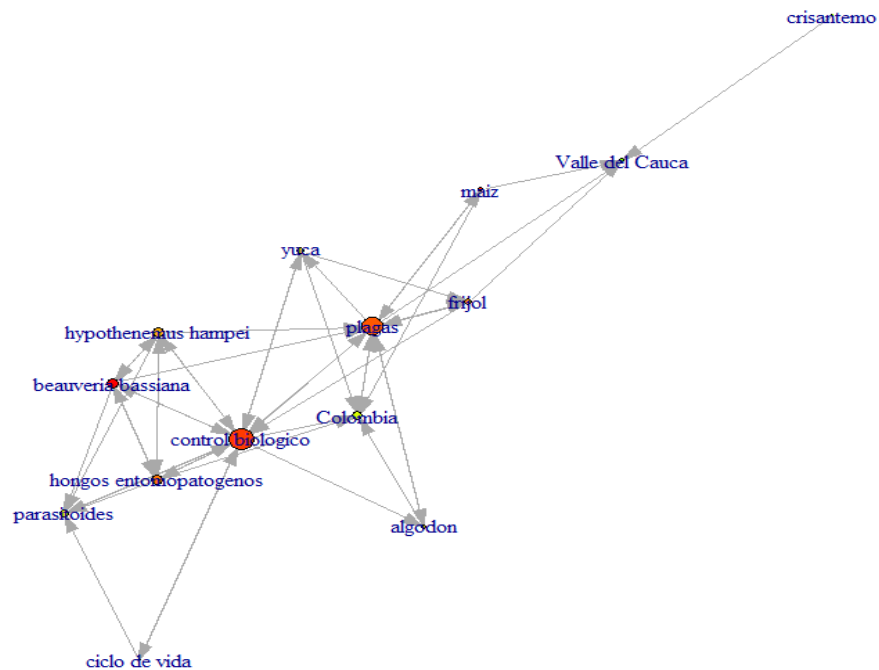 crisantemo
Valle del Cauca
maiz
yuca
frijol
plagas
hypothenemus hampei
beauveria bassiana
Colombia
control biologico
hongos entomopatogenos
parasitoides
algodon
ciclo de vida